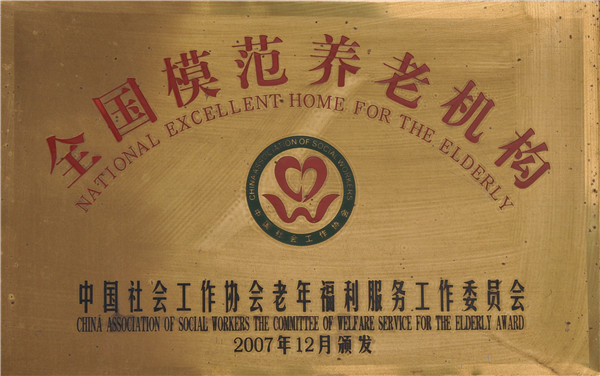 全国模范养老机构
NATIONAL EXCELLENT HOME FOR THE ELDERLY
CHINA ASSOCIATION OF SOCIAL WORKERS
中国社会工作协会
中国社会工作协会老年福利服务工作委员会
CHINA ASSOCIATION OF SOCIAL WORKERS THE COMMITTEE OF WELFARE SERVICE FOR THE ELDERLY AWARD
2007年12月颁发